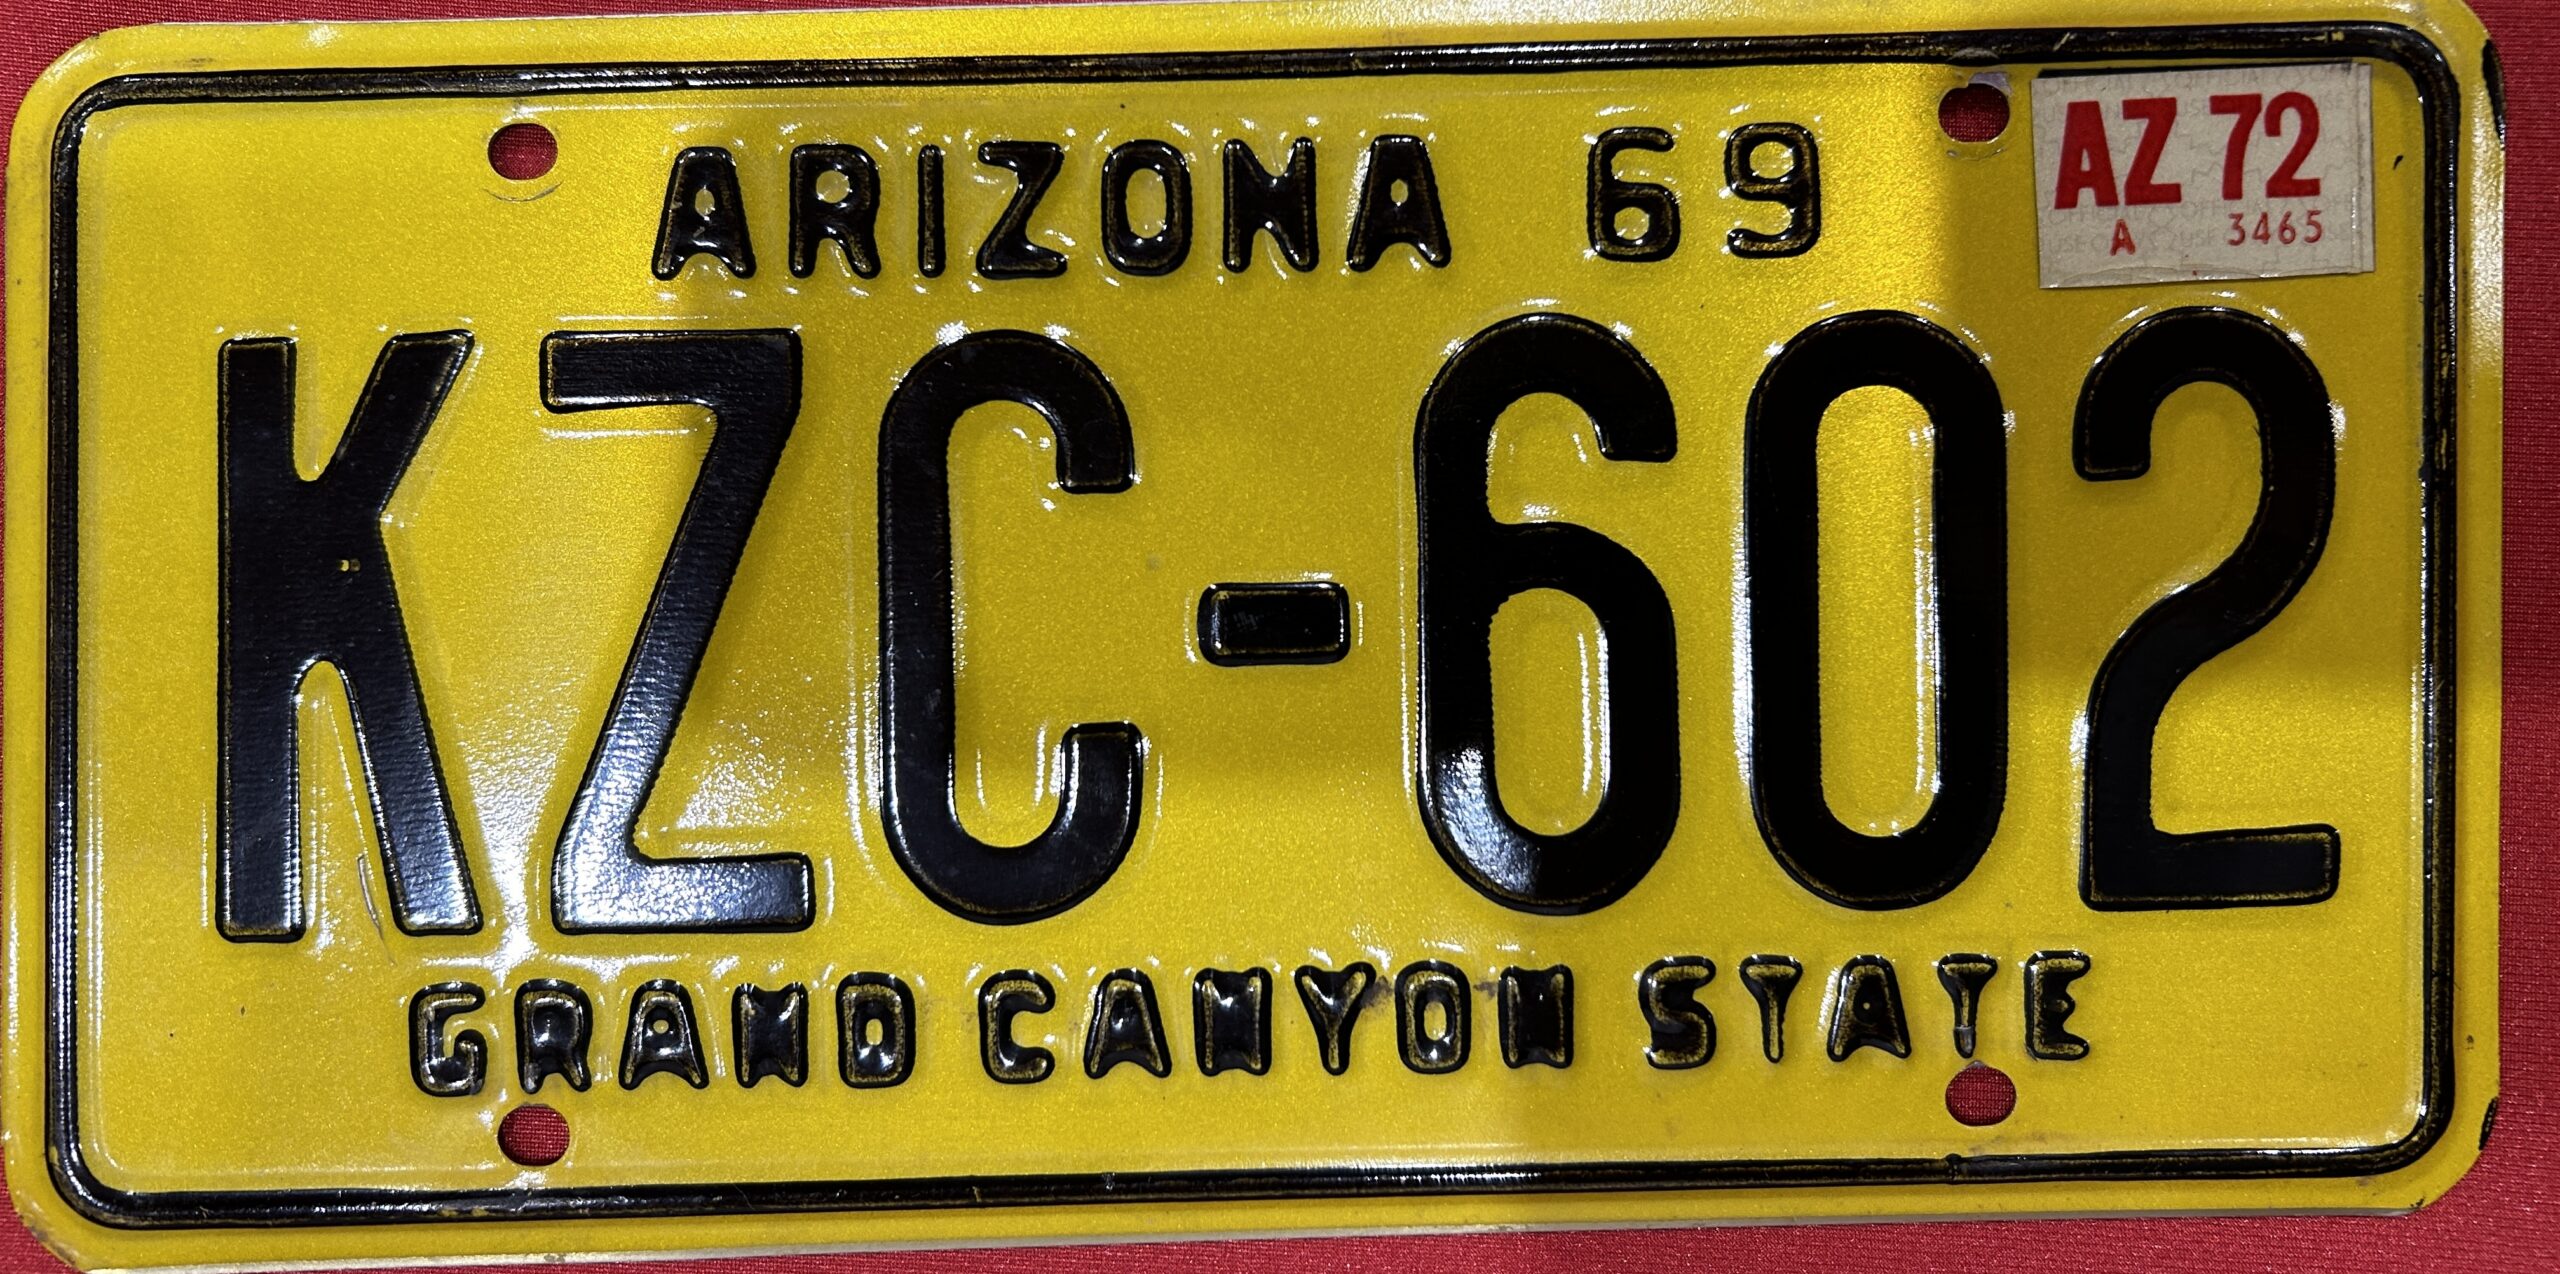 ARIZONA 69
AZ 72
A 3465
KZC-602
GRAND CANYON STATE